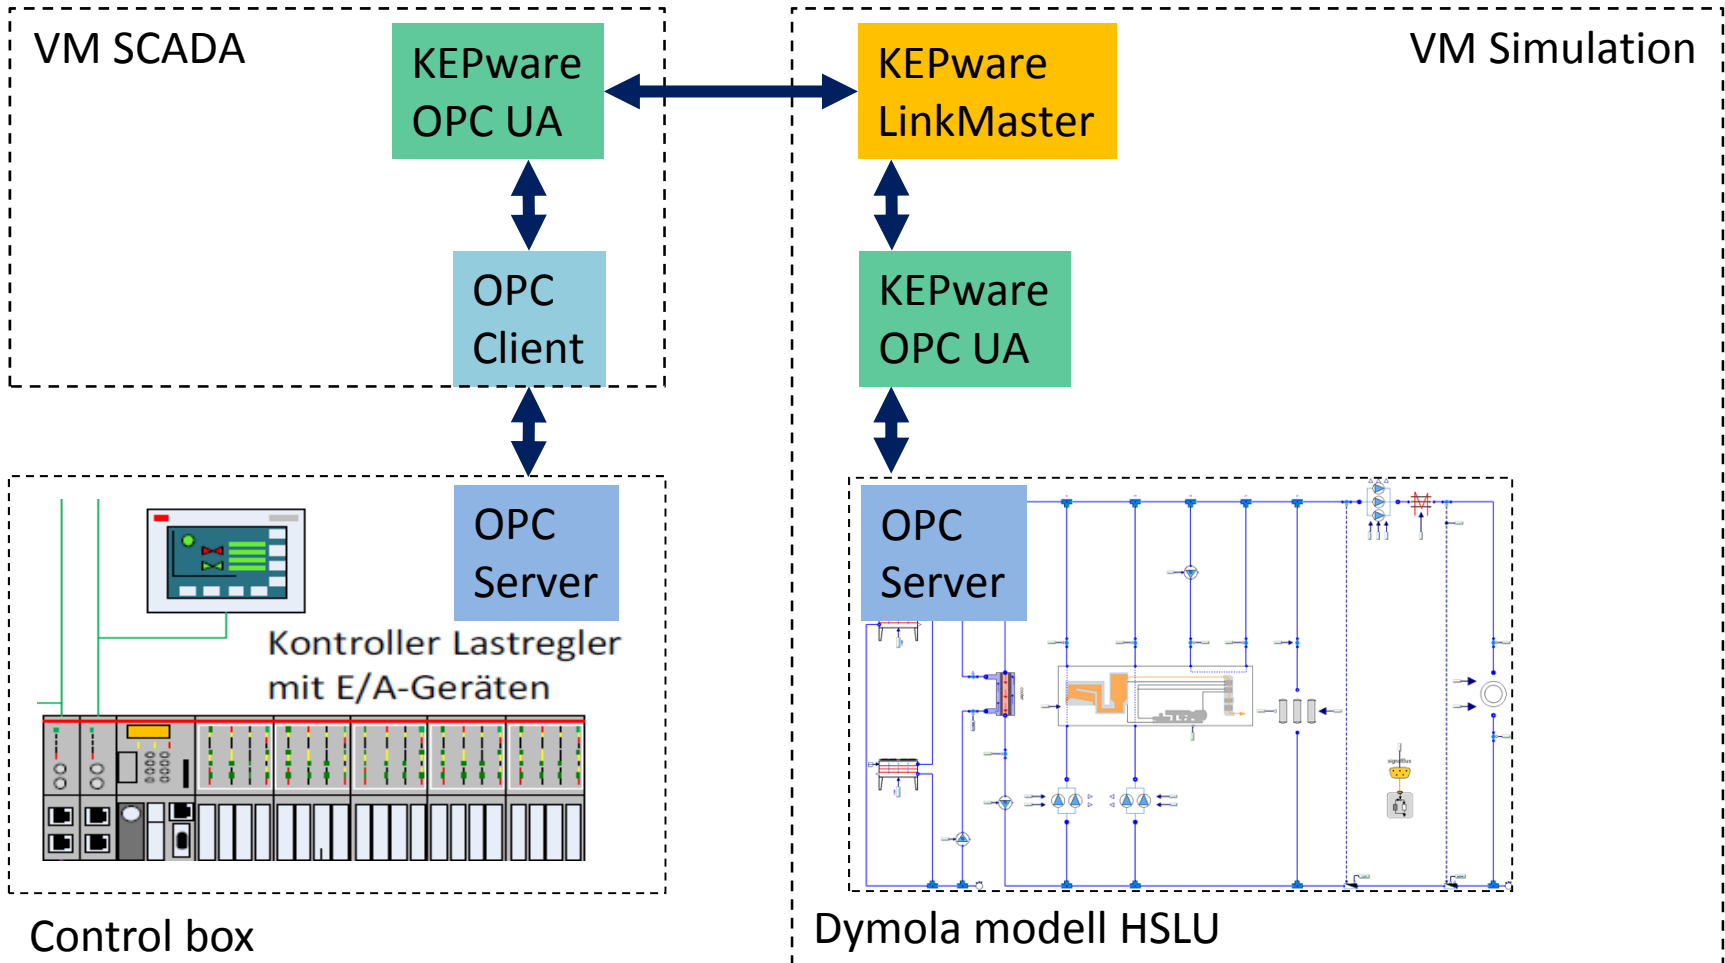 VM SCADA
KEPware
OPC UA
KEPware
LinkMaster
VM Simulation
OPC
Client
KEPware
OPC UA
OPC
Server
Kontroller Lastregler
mit E/A-Geräten
OPC
Server
signalBus
Control box
Dymola modell HSLU